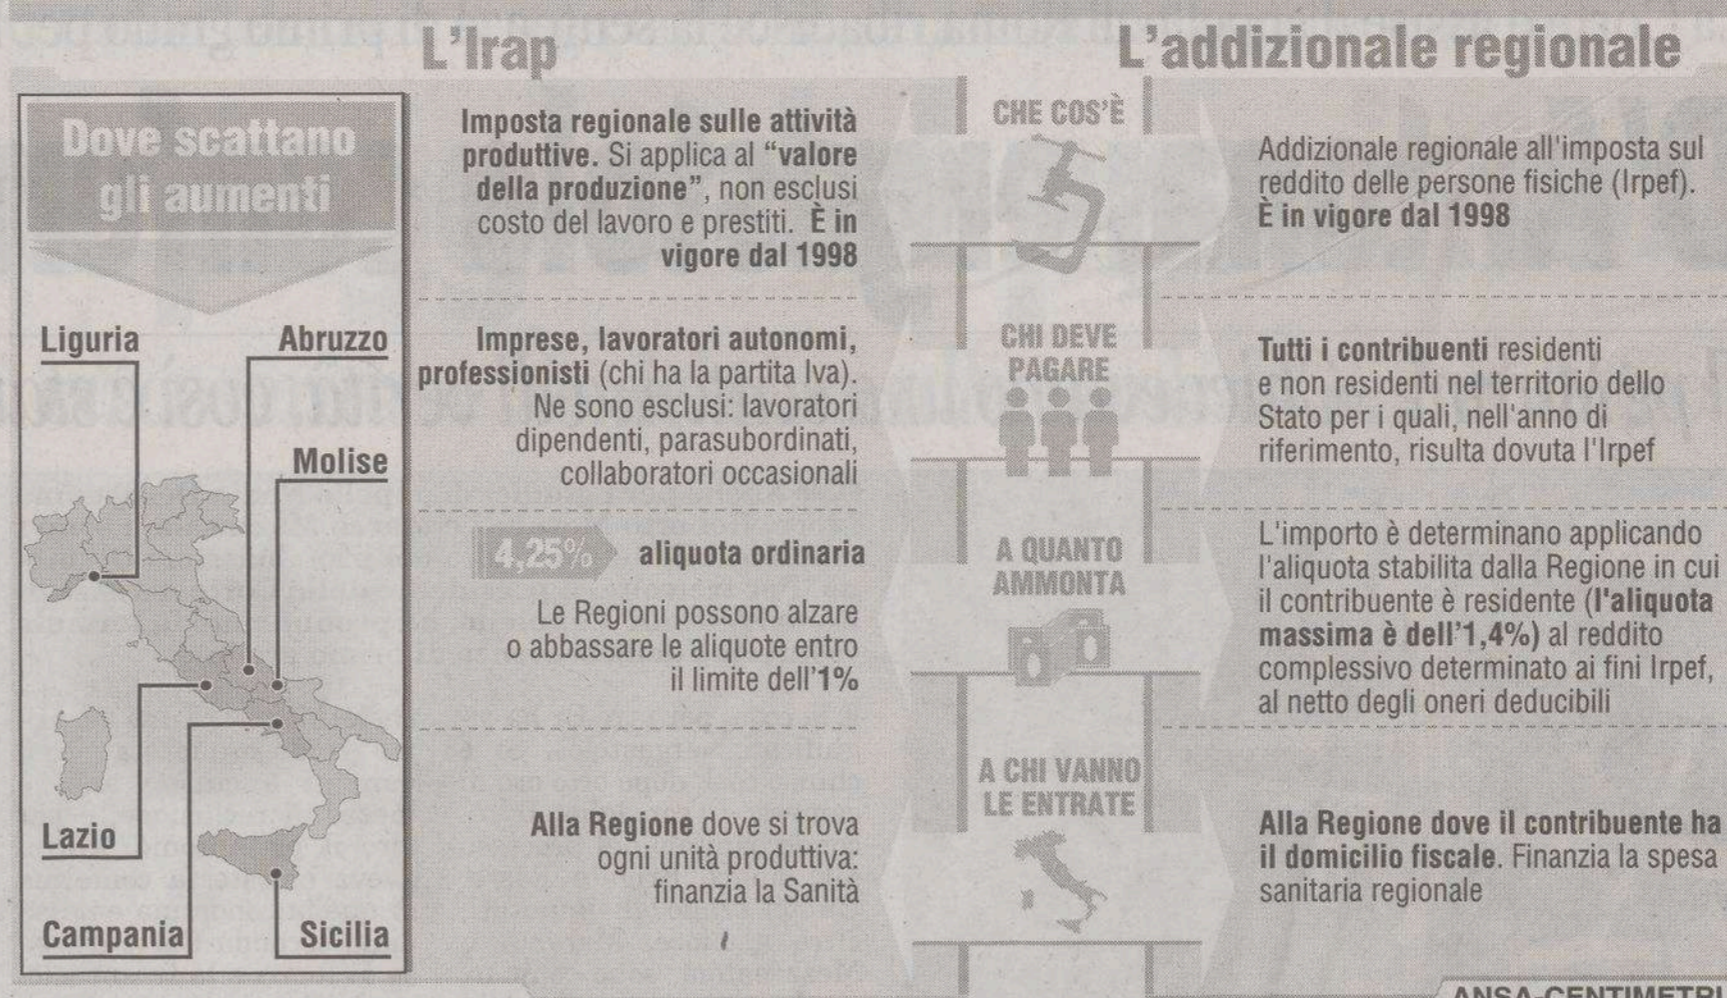 L'Irap
L'addizionale regionale
Dove scattano
gli aumenti
Liguria
Abruzzo
Molise
Lazio
Campania
Sicilia
Imposta regionale sulle attività
produttive. Si applica al “valore
della produzione”, non esclusi
costo del lavoro e prestiti. È in
vigore dal 1998
CHE COS'È
Addizionale regionale all'imposta sul
reddito delle persone fisiche (Irpef).
È in vigore dal 1998
Imprese, lavoratori autonomi,
professionisti (chi ha la partita Iva).
Ne sono esclusi: lavoratori
dipendenti, parasubordinati,
collaboratori occasionali
CHI DEVE
PAGARE
Tutti i contribuenti residenti
e non residenti nel territorio dello
Stato per i quali, nell'anno di
riferimento, risulta dovuta l'Irpef
4,25% aliquota ordinaria
Le Regioni possono alzare
o abbassare le aliquote entro
il limite dell'1%
A QUANTO
AMMONTA
L'importo è determinano applicando
l'aliquota stabilita dalla Regione in cui
il contribuente è residente (l'aliquota
massima è dell'1,4%) al reddito
complessivo determinato ai fini Irpef,
al netto degli oneri deducibili
Alla Regione dove si trova
ogni unità produttiva:
finanzia la Sanità
A CHI VANNO
LE ENTRATE
Alla Regione dove il contribuente ha
il domicilio fiscale. Finanzia la spesa
sanitaria regionale
ANSA-CENTIMETRI